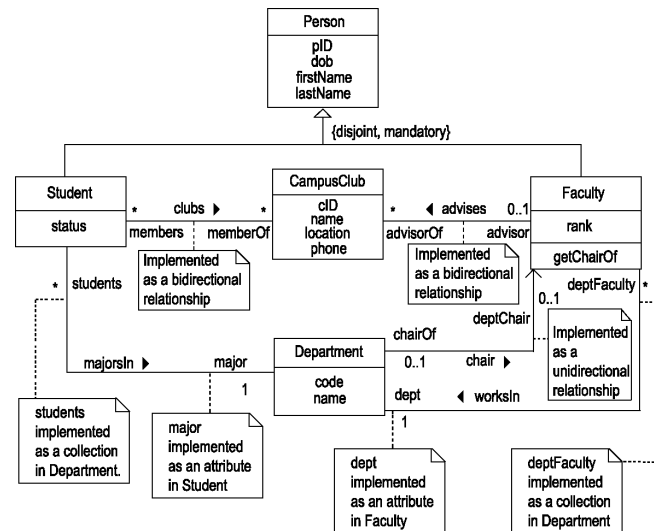 Person
pID
dob
firstName
lastName
{disjoint, mandatory}
Student
status
CampusClub
cID
name
location
phone
Faculty
rank
getChairOf
* clubs ▶ *
members memberOf
* ◀ advises 0..1
advisorOf advisor
Implemented
as a bidirectional
relationship
Implemented
as a bidirectional
relationship
* students
deptFaculty *
0..1
deptChair
Implemented
as a
unidirectional
relationship
chairOf
0..1 chair ▶
majorsIn ▶ major
1
Department
code
name
dept ◀ worksIn
1
students
implemented
as a collection
in Department.
major
implemented
as an attribute
in Student
dept
implemented
as an attribute
in Faculty
deptFaculty
implemented
as a collection
in Department